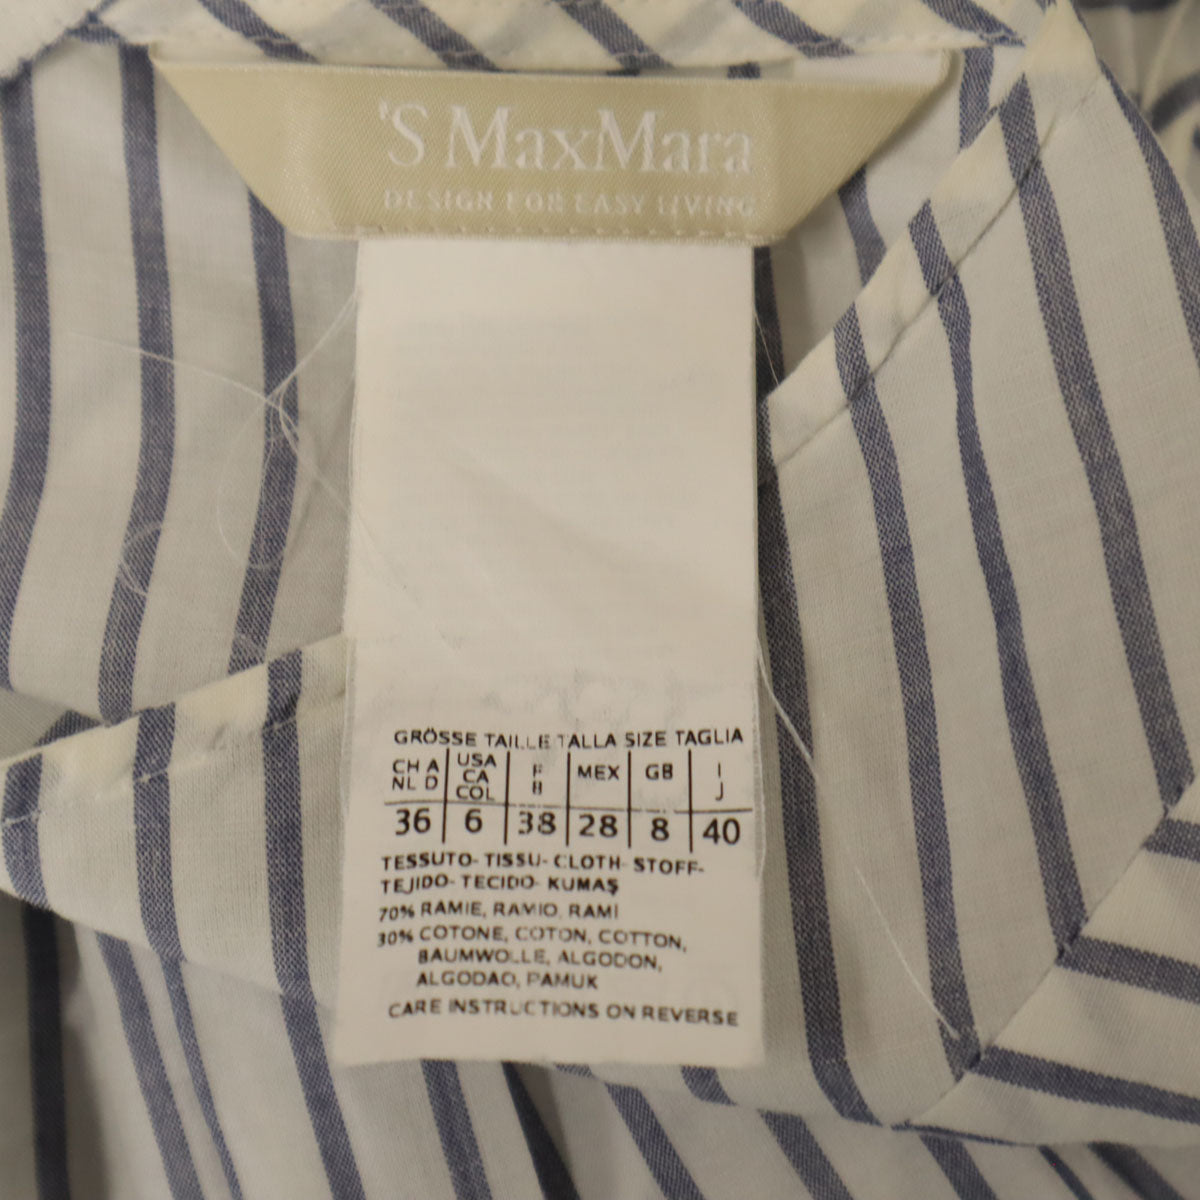 'S MaxMara
DESIGN FOR EASY LIVING
GRÖSSE TAILLE TALLA SIZE TAGLIA
CH A NL D USA CA COL F B MEX GB I J
36 6 38 28 8 40
TESSUTO- TISSU- CLOTH- STOFF-
TEJIDO- TECIDO- KUMAŞ
70% RAMIE, RAMIO, RAMI
30% COTONE, COTON, COTTON,
BAUMWOLLE, ALGODON,
ALGODAO, PAMUK
CARE INSTRUCTIONS ON REVERSE